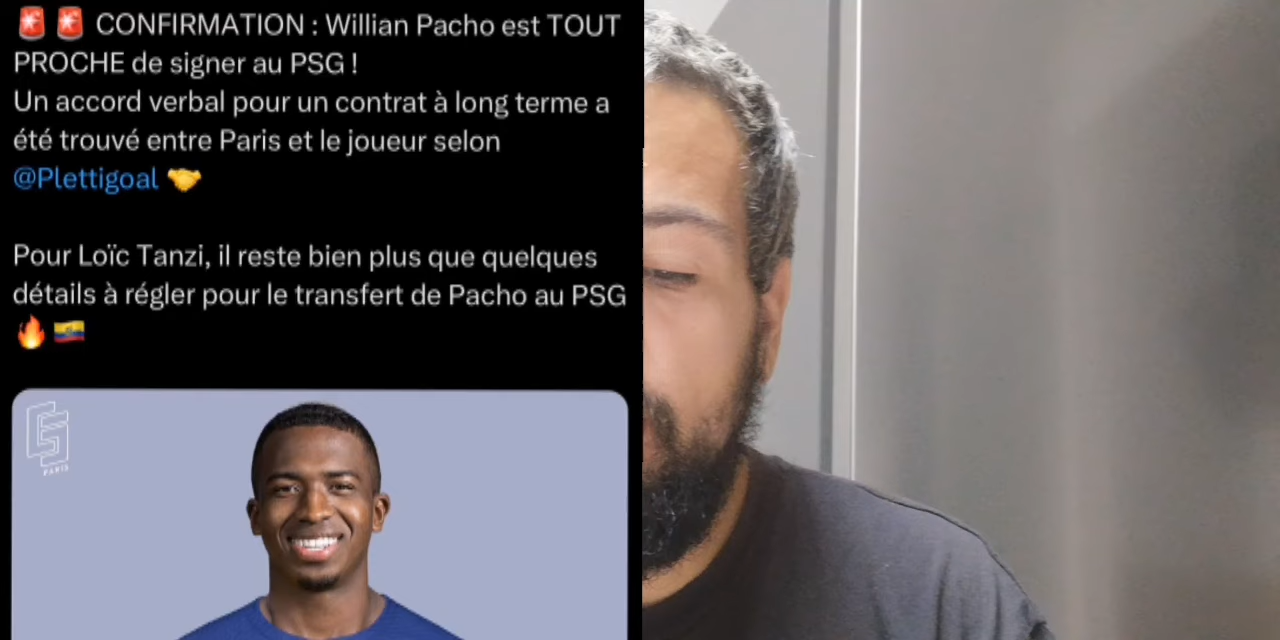 🚨🚨 CONFIRMATION : Willian Pacho est TOUT
PROCHE de signer au PSG !
Un accord verbal pour un contrat à long terme a
été trouvé entre Paris et le joueur selon
@Plettigoal 🤝
Pour Loïc Tanzi, il reste bien plus que quelques
détails à régler pour le transfert de Pacho au PSG
🔥🇪🇨
PARIS